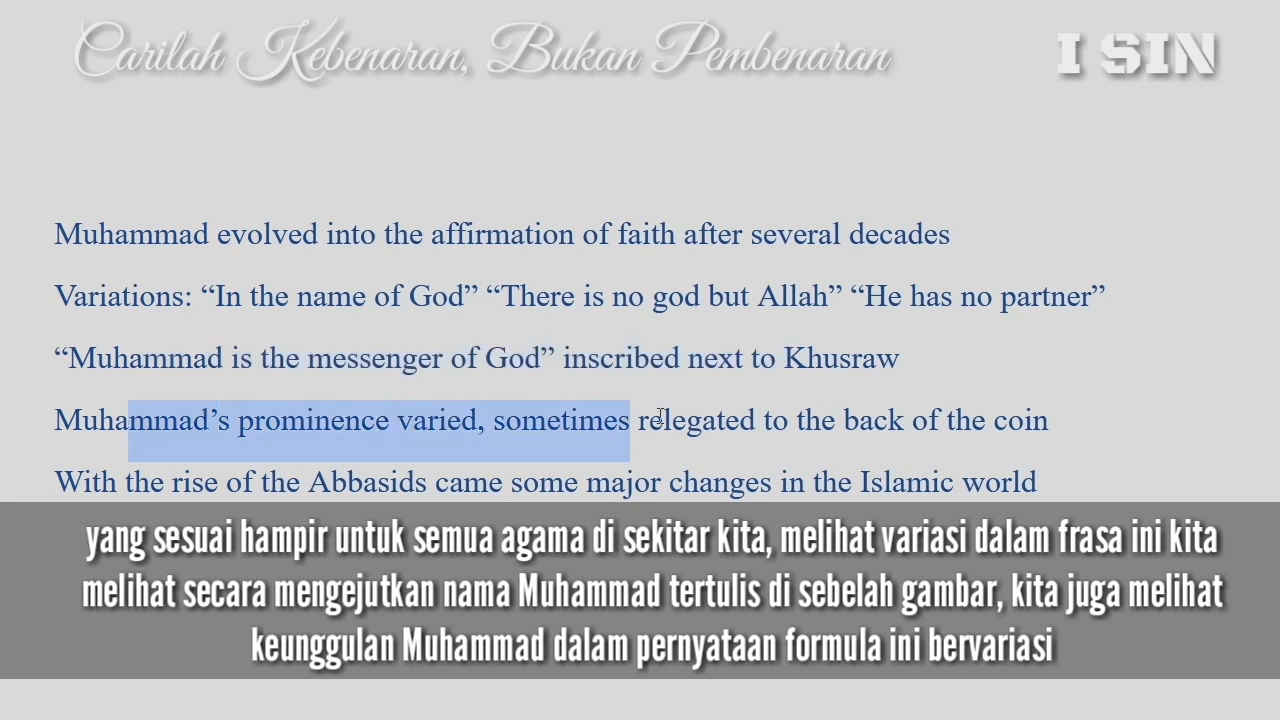 Carilah Kebenaran, Bukan Pembenaran
I SIN
Muhammad evolved into the affirmation of faith after several decades
Variations: “In the name of God” “There is no god but Allah” “He has no partner”
“Muhammad is the messenger of God” inscribed next to Khusraw
Muhammad’s prominence varied, sometimes relegated to the back of the coin
With the rise of the Abbasids came some major changes in the Islamic world
yang sesuai hampir untuk semua agama di sekitar kita, melihat variasi dalam frasa ini kita
melihat secara mengejutkan nama Muhammad tertulis di sebelah gambar, kita juga melihat
keunggulan Muhammad dalam pernyataan formula ini bervariasi